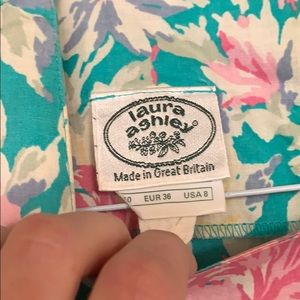 laura
ashley
Made in Great Britain
EUR 36 USA 8